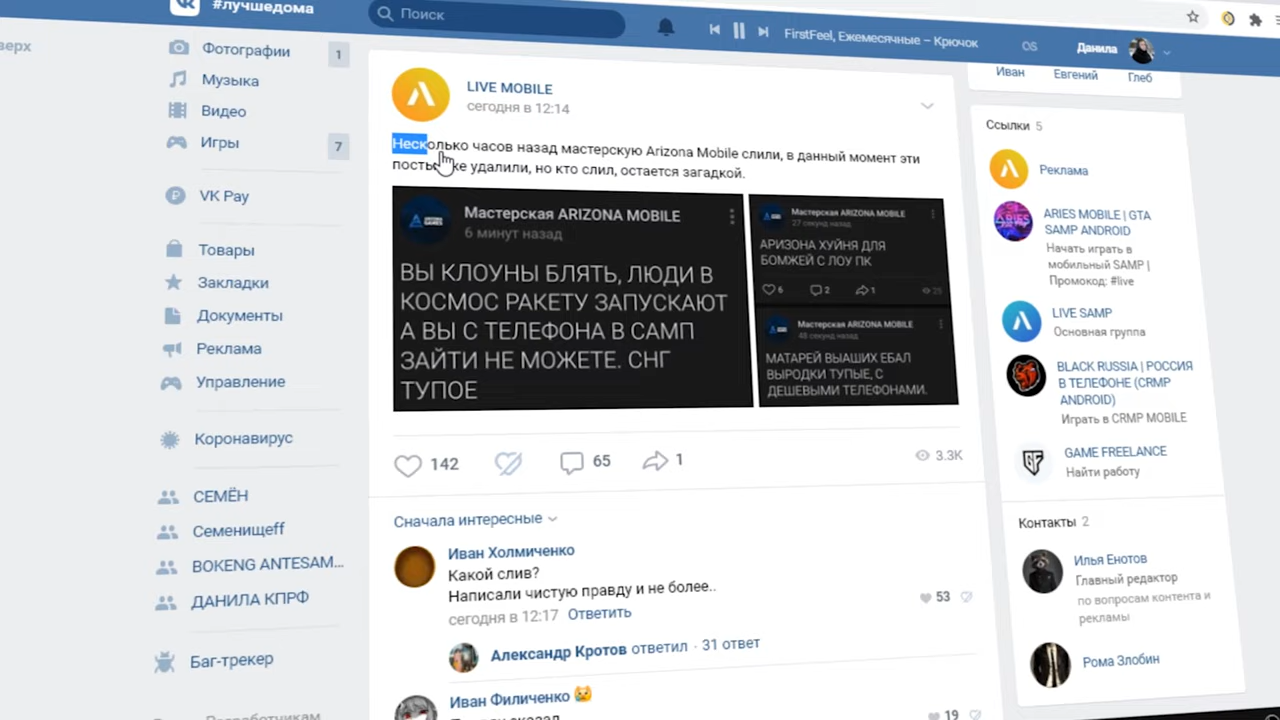 #лучшедома
Поиск
FirstFeel, Ежемесячные – Крючок
OS
Данила
верх
Фотографии
1
Музыка
Видео
Игры
7
VK Pay
Товары
Закладки
Документы
Реклама
Управление
Коронавирус
СЕМЁН
Семенищеff
BOKENG ANTESAM...
ДАНИЛА КПРФ
Баг-трекер
Разработчикам
LIVE MOBILE
сегодня в 12:14
Несколько часов назад мастерскую Arizona Mobile слили, в данный момент эти
посты же удалили, но кто слил, остается загадкой.
Мастерская ARIZONA MOBILE
6 минут назад
ВЫ КЛОУНЫ БЛЯТЬ, ЛЮДИ В
КОСМОС РАКЕТУ ЗАПУСКАЮТ
А ВЫ С ТЕЛЕФОНА В САМП
ЗАЙТИ НЕ МОЖЕТЕ. СНГ
ТУПОЕ
Мастерская ARIZONA MOBILE
27 секунд назад
АРИЗОНА ХУЙНЯ ДЛЯ
БОМЖЕЙ С ЛОУ ПК
6
2
1
Мастерская ARIZONA MOBILE
48 секунд назад
МАТАРЕЙ ВЫАШИХ ЕБАЛ
ВЫРОДКИ ТУПЫЕ, С
ДЕШЕВЫМИ ТЕЛЕФОНАМИ.
142
65
1
3.3K
Сначала интересные
Иван Холмиченко
Какой слив?
Написали чистую правду и не более..
сегодня в 12:17 Ответить
53
Александр Кротов ответил · 31 ответ
Иван Филиченко
19
Иван
Евгений
Глеб
Ссылки 5
Реклама
ARIES MOBILE | GTA
SAMP ANDROID
Начать играть в
мобильный SAMP |
Промокод: #live
LIVE SAMP
Основная группа
BLACK RUSSIA | РОССИЯ
В ТЕЛЕФОНЕ (CRMP
ANDROID)
Играть в CRMP MOBILE
GAME FREELANCE
Найти работу
Контакты 2
Илья Енотов
Главный редактор
по вопросам контента и
рекламы
Рома Злобин